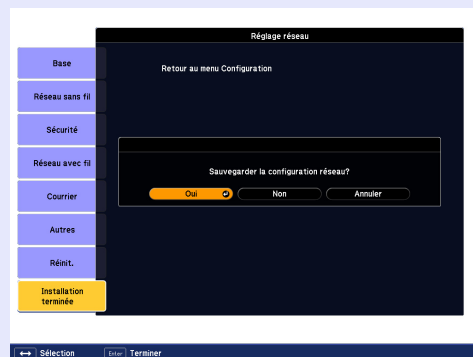 Réglage réseau
Base
Retour au menu Configuration
Réseau sans fil
Sécurité
Réseau avec fil
Sauvegarder la configuration réseau?
Oui
Non
Annuler
Courrier
Autres
Réinit.
Installation
terminée
Sélection
Enter Terminer